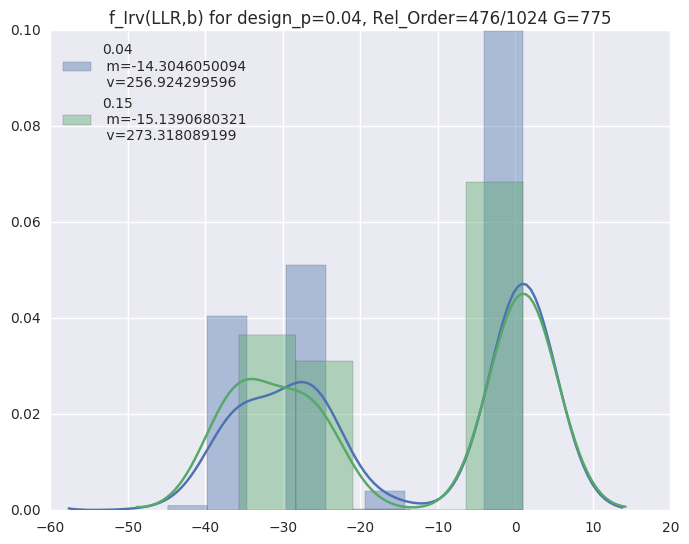 f_Irv(LLR,b) for design_p=0.04, Rel_Order=476/1024 G=775
0.04
m=-14.3046050094
v=256.924299596
0.15
m=-15.1390680321
v=273.318089199
0.10
0.08
0.06
0.04
0.02
0.00
−60 −50 −40 −30 −20 −10 0 10 20